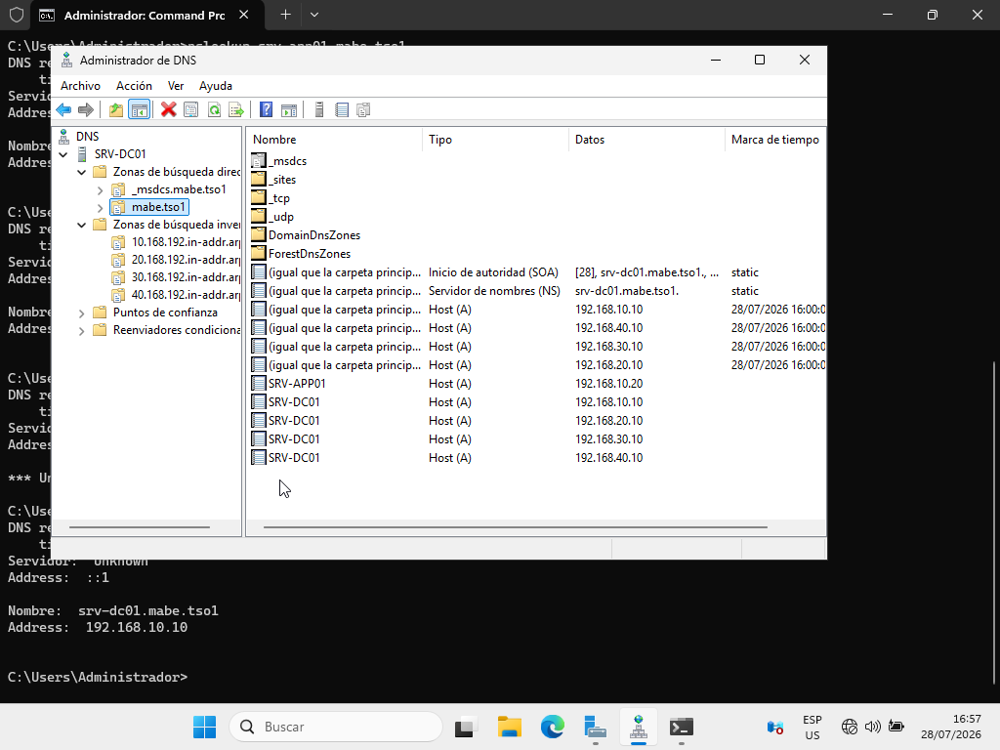 Administrador: Command Prc
C:\Users\Administrador>nslookup srv-app01.mabe.tso1
DNS re
ti
Servic
Addres
Nombre
Addres
C:\Use
DNS re
ti
Servic
Addres
Nombre
Addres
C:\Use
DNS re
ti
Servic
Addres
*** Un
C:\Use
DNS re
ti
Servidor: UnKnown
Address: ::1
Nombre: srv-dc01.mabe.tso1
Address: 192.168.10.10
C:\Users\Administrador>
Administrador de DNS
Archivo Acción Ver Ayuda
DNS
SRV-DC01
Zonas de búsqueda direc
_msdcs.mabe.tso1
mabe.tso1
Zonas de búsqueda inver
10.168.192.in-addr.arp
20.168.192.in-addr.arp
30.168.192.in-addr.arp
40.168.192.in-addr.arp
Puntos de confianza
Reenviadores condiciona
Nombre Tipo Datos Marca de tiempo
_msdcs
_sites
_tcp
_udp
DomainDnsZones
ForestDnsZones
(igual que la carpeta princip... Inicio de autoridad (SOA) [28], srv-dc01.mabe.tso1., ... static
(igual que la carpeta princip... Servidor de nombres (NS) srv-dc01.mabe.tso1. static
(igual que la carpeta princip... Host (A) 192.168.10.10 28/07/2026 16:00:0
(igual que la carpeta princip... Host (A) 192.168.40.10 28/07/2026 16:00:0
(igual que la carpeta princip... Host (A) 192.168.30.10 28/07/2026 16:00:0
(igual que la carpeta princip... Host (A) 192.168.20.10 28/07/2026 16:00:0
SRV-APP01 Host (A) 192.168.10.20
SRV-DC01 Host (A) 192.168.10.10
SRV-DC01 Host (A) 192.168.20.10
SRV-DC01 Host (A) 192.168.30.10
SRV-DC01 Host (A) 192.168.40.10
Buscar
ESP
US
16:57
28/07/2026